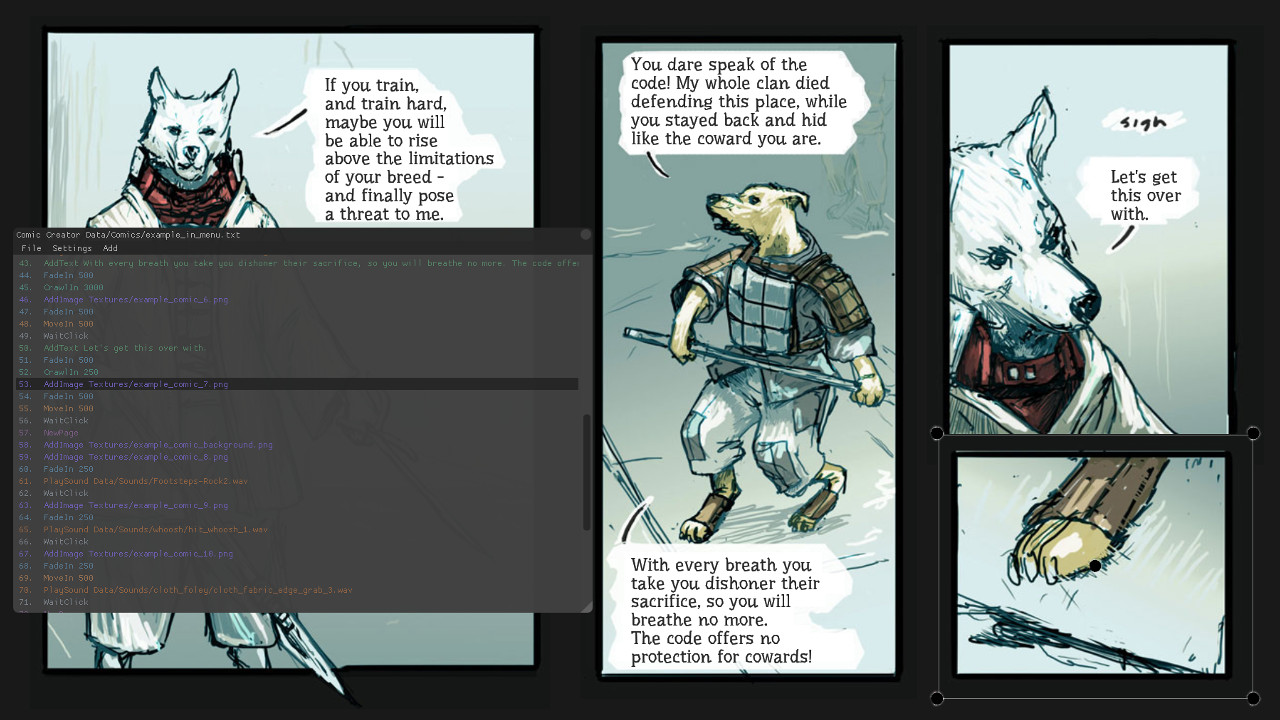 If you train,
and train hard,
maybe you will
be able to rise
above the limitations
of your breed -
and finally pose
a threat to me.
You dare speak of the
code! My whole clan died
defending this place, while
you stayed back and hid
like the coward you are.
sigh
Let's get
this over
with.
Comic Creator Data/Comics/example_in_menu.txt
File Settings Add
43. AddText With every breath you take you dishoner their sacrifice, so you will breathe no more. The code offe
44. FadeIn 500
45. CrawlIn 3000
46. AddImage Textures/example_comic_6.png
47. FadeIn 500
48. MoveIn 500
49. WaitClick
50. AddText Let's get this over with.
51. FadeIn 500
52. CrawlIn 250
53. AddImage Textures/example_comic_7.png
54. FadeIn 500
55. MoveIn 500
56. WaitClick
57. NewPage
58. AddImage Textures/example_comic_background.png
59. AddImage Textures/example_comic_8.png
60. FadeIn 250
61. PlaySound Data/Sounds/Footsteps-Rock2.wav
62. WaitClick
63. AddImage Textures/example_comic_9.png
64. FadeIn 250
65. PlaySound Data/Sounds/whoosh/hit_whoosh_1.wav
66. WaitClick
67. AddImage Textures/example_comic_10.png
68. FadeIn 250
69. MoveIn 500
70. PlaySound Data/Sounds/cloth_foley/cloth_fabric_edge_grab_3.wav
71. WaitClick
With every breath you
take you dishoner their
sacrifice, so you will
breathe no more.
The code offers no
protection for cowards!